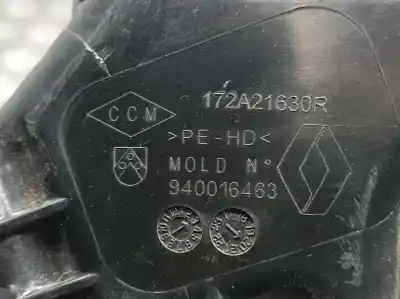 172A21630R
CCM
>PE-HD<
MOLD N°
940016463